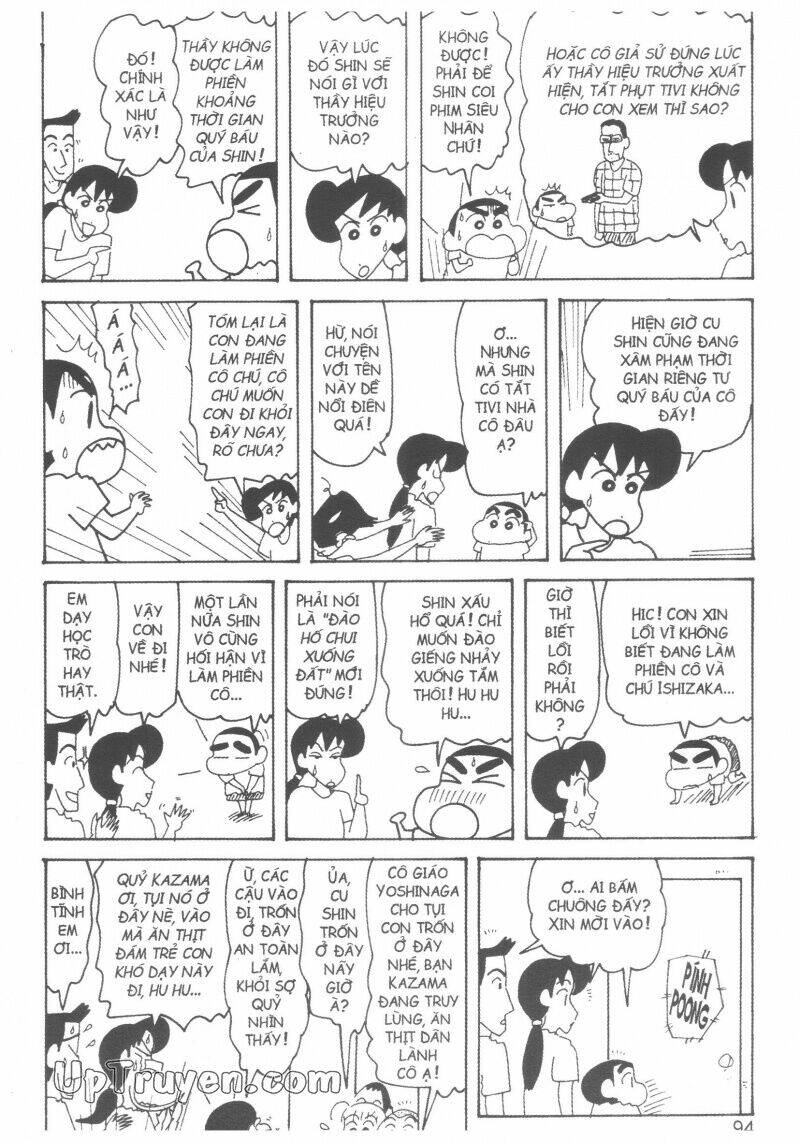 HOẶC CÔ GIẢ SỬ ĐÚNG LÚC
ẤY THẦY HIỆU TRƯỞNG XUẤT
HIỆN, TẮT PHỤT TIVI KHÔNG
CHO CON XEM THÌ SAO?
KHÔNG
ĐƯỢC!
PHẢI ĐỂ
SHIN COI
PHIM SIÊU
NHÂN
CHỨ!
VẬY LÚC
ĐÓ SHIN SẼ
NÓI GÌ VỚI
THẦY HIỆU
TRƯỞNG
NÀO?
THẦY KHÔNG
ĐƯỢC LÀM
PHIỀN
KHOẢNG
THỜI GIAN
QUÝ BÁU
CỦA SHIN!
ĐÓ!
CHÍNH
XÁC LÀ
NHƯ
VẬY!
HIỆN GIỜ CU
SHIN CŨNG ĐANG
XÂM PHẠM THỜI
GIAN RIÊNG TƯ
QUÝ BÁU CỦA CÔ
ĐẤY!
Ơ...
NHƯNG
MÀ SHIN
CÓ TẮT
TIVI NHÀ
CÔ ĐÂU
Ạ?
HỪ, NÓI
CHUYỆN
VỚI TÊN
NÀY DỄ
NỔI ĐIÊN
QUÁ!
TÓM LẠI LÀ
CON ĐANG
LÀM PHIỀN
CÔ CHÚ, CÔ
CHÚ MUỐN
CON ĐI KHỎI
ĐÂY NGAY,
RÕ CHƯA?
Á
Á
Á...
HIC! CON XIN
LỖI VÌ KHÔNG
BIẾT ĐANG LÀM
PHIỀN CÔ VÀ
CHÚ ISHIZAKA...
GIỜ
THÌ
BIẾT
LỖI
RỒI
PHẢI
KHÔNG
?
SHIN XẤU
HỔ QUÁ! CHỈ
MUỐN ĐÀO
GIẾNG NHẢY
XUỐNG TẮM
THÔI! HU HU
HU...
PHẢI NÓI
LÀ "ĐÀO
HỐ CHUI
XUỐNG
ĐẤT" MỚI
ĐÚNG!
MỘT LẦN
NỮA SHIN
VÔ CÙNG
HỐI HẬN VÌ
LÀM PHIỀN
CÔ...
VẬY
CON
VỀ ĐI
NHÉ!
EM
DẠY
HỌC
TRÒ
HAY
THẬT.
Ơ... AI BẤM
CHUÔNG ĐẤY?
XIN MỜI VÀO!
PÍNH
POONG
CÔ GIÁO
YOSHINAGA
CHO TỤI
CON TRỐN
Ở ĐÂY
NHÉ, BẠN
KAZAMA
ĐANG TRUY
LÙNG, ĂN
THỊT DÂN
LÀNH
CÔ Ạ!
ỦA,
CU
SHIN
TRỐN
Ở ĐÂY
NÃY
GIỜ
À?
Ừ, CÁC
CẬU VÀO
ĐI, TRỐN
Ở ĐÂY
AN TOÀN
LẮM,
KHỎI SỢ
QUỶ
NHÌN
THẤY!
QUỶ KAZAMA
ƠI, TỤI NÓ Ở
ĐÂY NÈ, VÀO
MÀ ĂN THỊT
ĐÁM TRẺ CON
KHÓ DẠY NÀY
ĐI, HU HU...
BÌNH
TĨNH
EM
ƠI...
UpTruyen.com
94